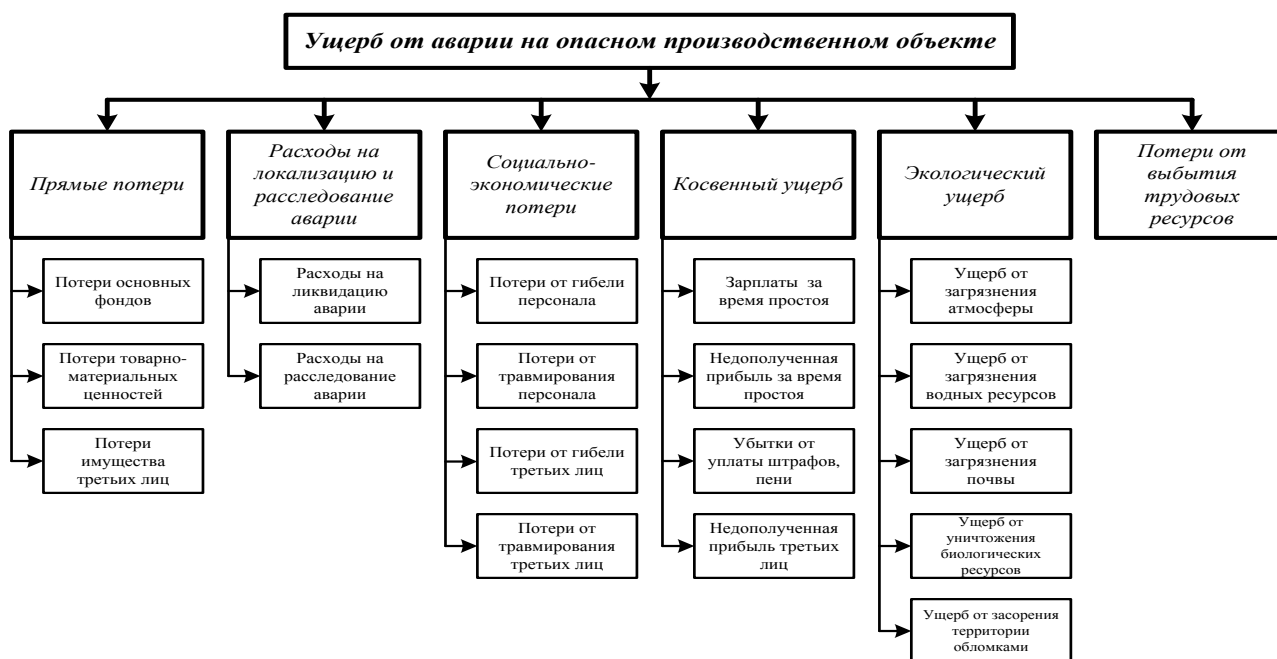 Ущерб от аварии на опасном производственном объекте
Прямые потери
Расходы на
локализацию и
расследование
аварии
Социально-
экономические
потери
Косвенный ущерб
Экологический
ущерб
Потери от
выбытия
трудовых
ресурсов
Потери основных
фондов
Потери товарно-
материальных
ценностей
Потери
имущества
третьих лиц
Расходы на
ликвидацию
аварии
Расходы на
расследование
аварии
Потери от гибели
персонала
Потери от
травмирования
персонала
Потери от гибели
третьих лиц
Потери от
травмирования
третьих лиц
Зарплаты за
время простоя
Недополученная
прибыль за время
простоя
Убытки от
уплаты штрафов,
пени
Недополученная
прибыль третьих
лиц
Ущерб от
загрязнения
атмосферы
Ущерб от
загрязнения
водных ресурсов
Ущерб от
загрязнения
почвы
Ущерб от
уничтожения
биологических
ресурсов
Ущерб от засорения
территории
обломками